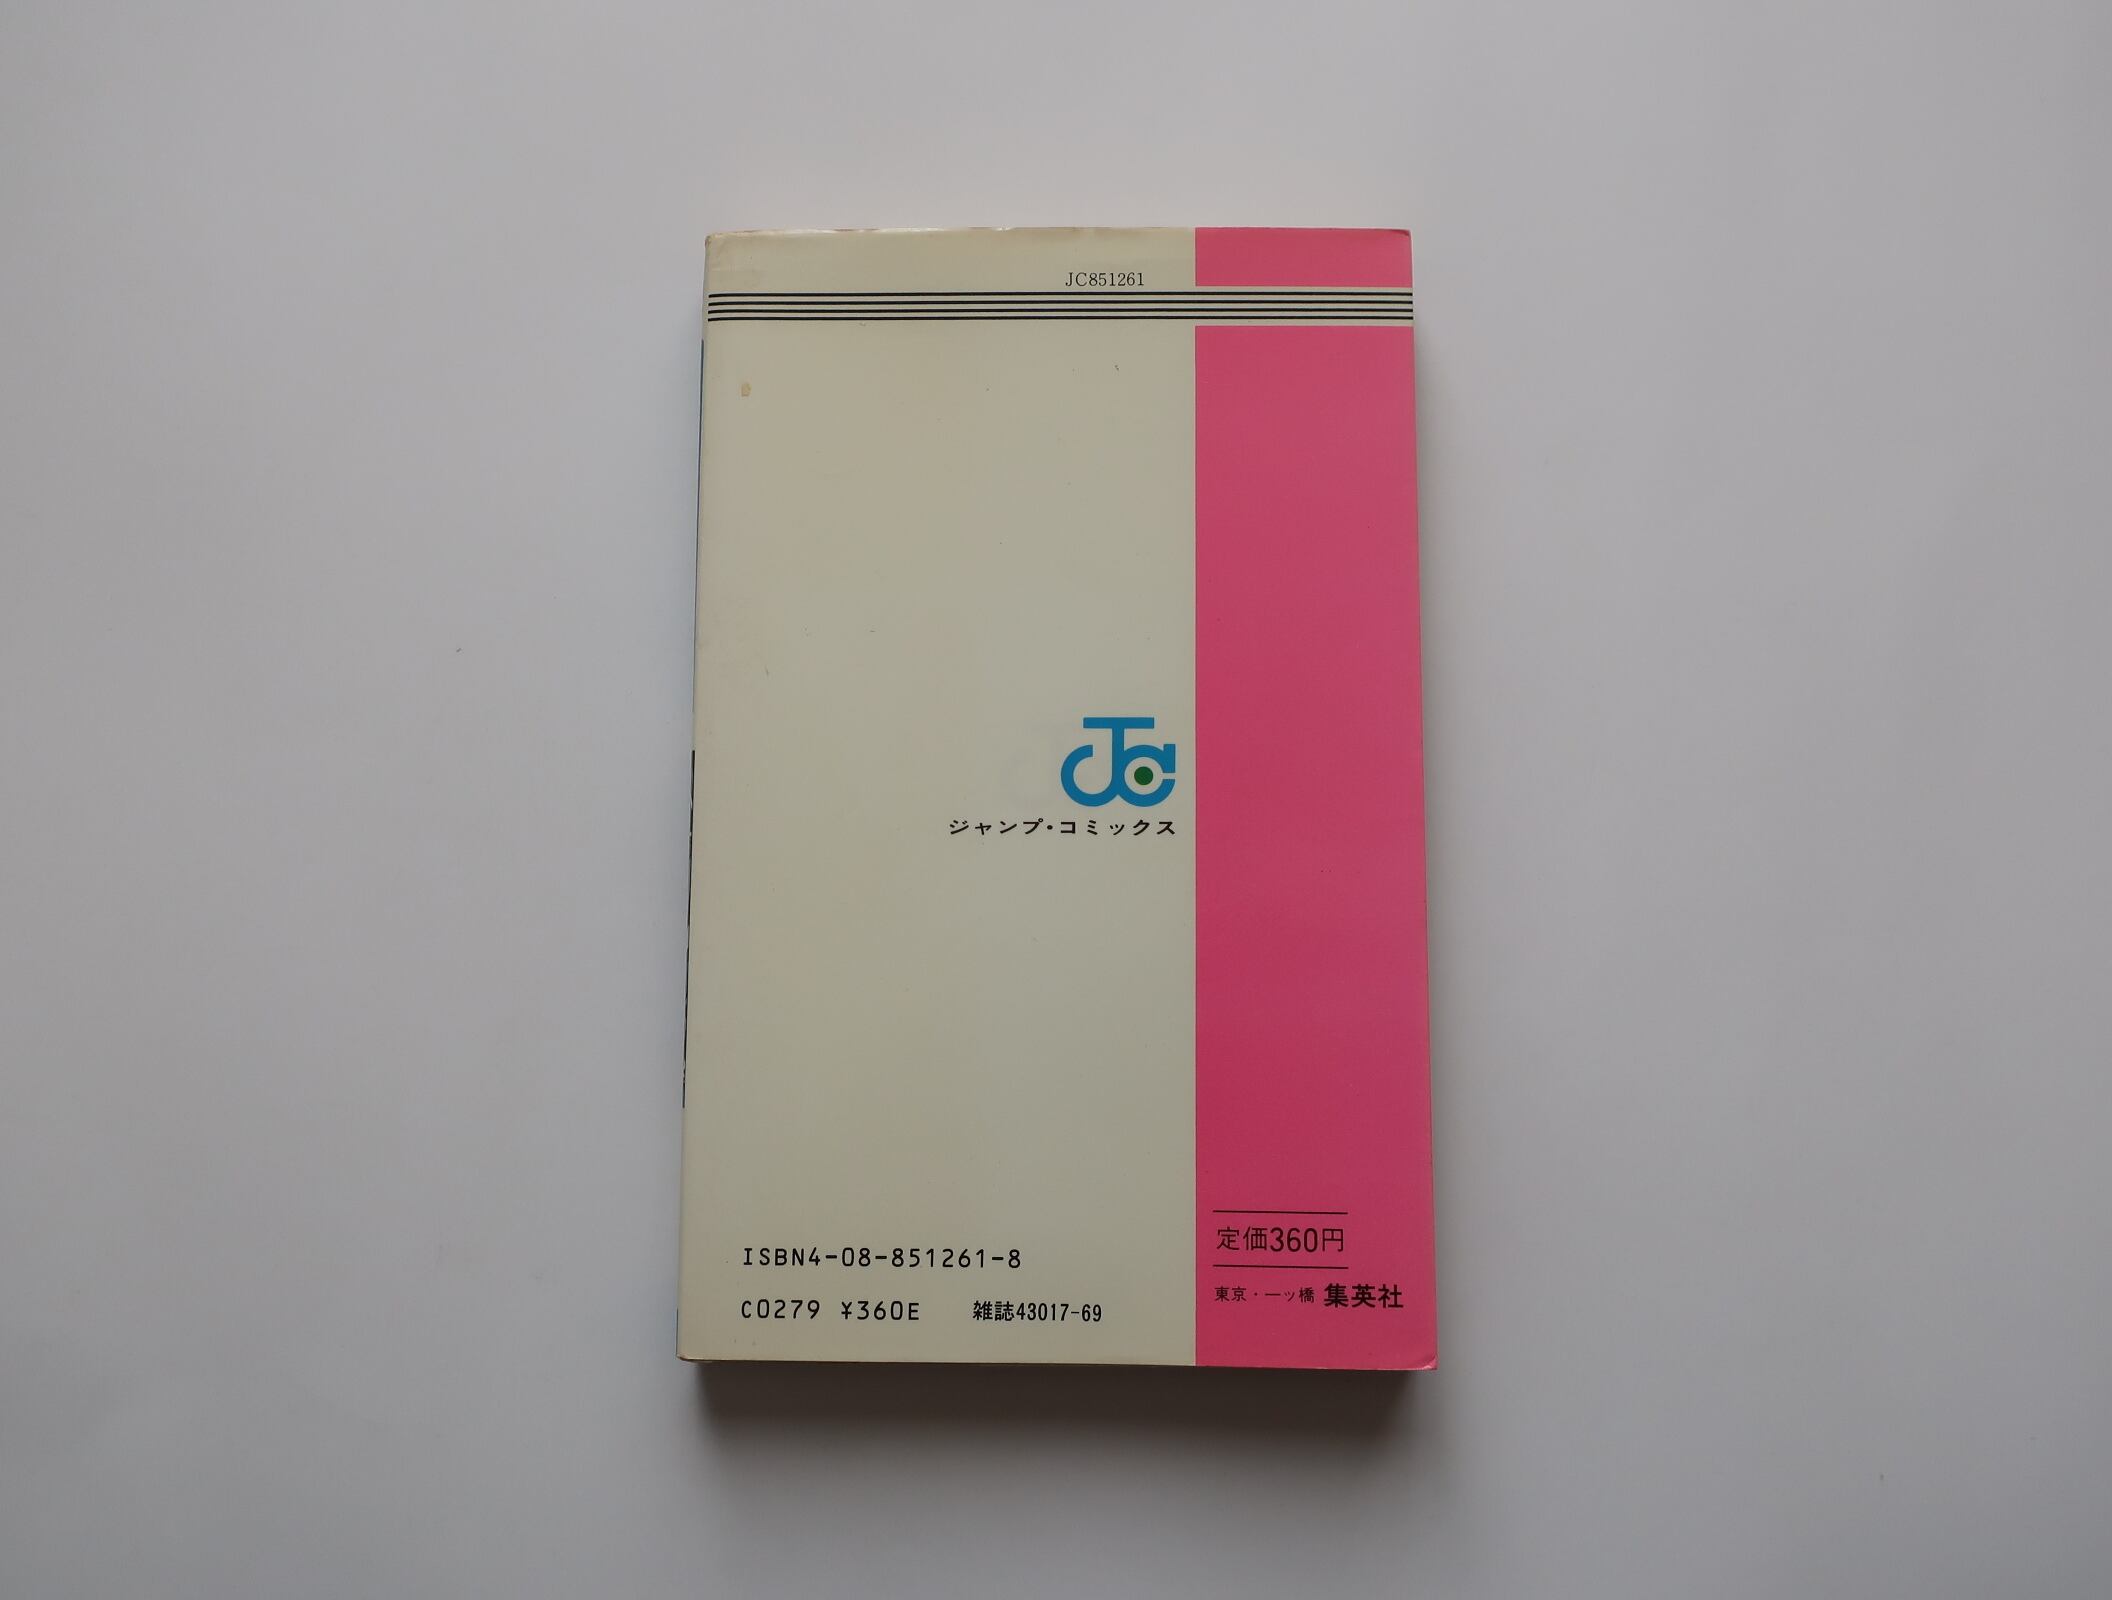 JC851261
JC
ジャンプ・コミックス
ISBN4-08-851261-8
C0279 ¥360E 雑誌43017-69
定価360円
東京・一ッ橋 集英社